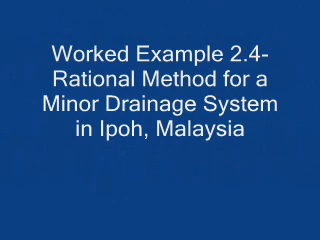 Worked Example 2.4-
Rational Method for a
Minor Drainage System
in Ipoh, Malaysia